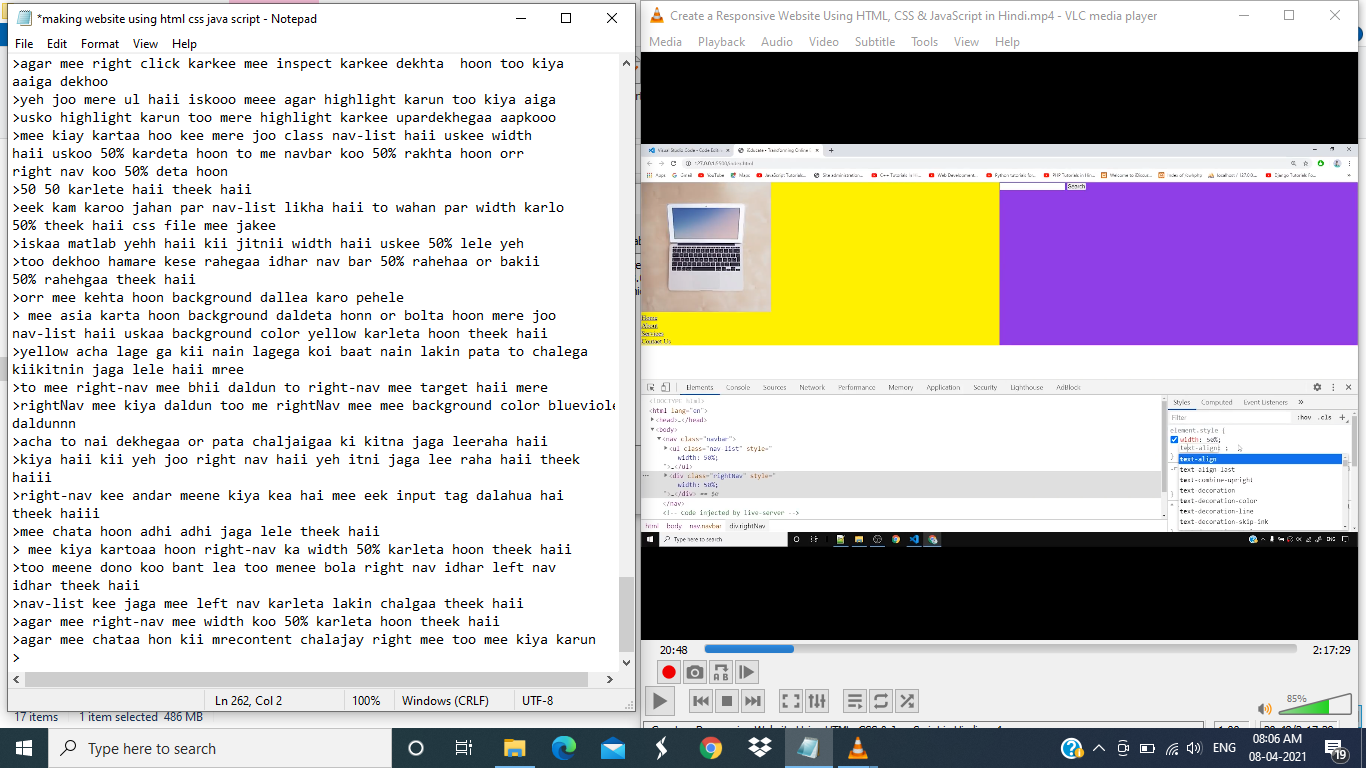 *making website using html css java script - Notepad
File Edit Format View Help
>agar mee right click karkee mee inspect karkee dekhta  hoon too kiya
aaiga dekhoo
>yeh joo mere ul haii iskooo meee agar highlight karun too kiya aiga
>usko highlight karun too mere highlight karkee upardekhegaa aapkooo
>mee kiay kartaa hoo kee mere joo class nav-list haii uskee width
haii uskoo 50% kardeta hoon to me navbar koo 50% rakhta hoon orr
right nav koo 50% deta hoon
>50 50 karlete haii theek haii
>eek kam karoo jahan par nav-list likha haii to wahan par width karlo
50% theek haii css file mee jakee
>iskaa matlab yehh haii kii jitnii width haii uskee 50% lele yeh
>too dekhoo hamare kese rahegaa idhar nav bar 50% rahehaa or bakii
50% rahehgaa theek haii
>orr mee kehta hoon background dallea karo pehele
> mee asia karta hoon background daldeta honn or bolta hoon mere joo
nav-list haii uskaa background color yellow karleta hoon theek haii
>yellow acha lage ga kii nain lagega koi baat nain lakin pata to chalega
kiikitnin jaga lele haii mree
>to mee right-nav mee bhii daldun to right-nav mee target haii mere
>rightNav mee kiya daldun too me rightNav mee mee background color blueviole
daldunnn
>acha to nai dekhegaa or pata chaljaigaa ki kitna jaga leeraha haii
>kiya haii kii yeh joo right nav haii yeh itni jaga lee raha haii theek
haiii
>right-nav kee andar meene kiya kea hai mee eek input tag dalahua hai
theek haiii
>mee chata hoon adhi adhi jaga lele theek haii
> mee kiya kartoaa hoon right-nav ka width 50% karleta hoon theek haii
>too meene dono koo bant lea too menee bola right nav idhar left nav
idhar theek haii
>nav-list kee jaga mee left nav karleta lakin chalgaa theek haii
>agar mee right-nav mee width koo 50% karleta hoon theek haii
>agar mee chataa hon kii mrecontent chalajay right mee too mee kiya karun
>
Ln 262, Col 2 100% Windows (CRLF) UTF-8
17 items 1 item selected 486 MB
Create a Responsive Website Using HTML, CSS & JavaScript in Hindi.mp4 - VLC media player
Media Playback Audio Video Subtitle Tools View Help
Search
Home
About
Services
Contact Us
Elements Console Sources Network Performance Memory Application Security Lighthouse AdBlock
<!DOCTYPE html>
<html lang="en">
<head>…</head>
<body>
<nav class="navbar">
<ul class="nav-list" style="
width: 50%;
">…</ul>
<div class="rightNav" style="
width: 50%;
">…</div> == $0
</nav>
<!-- Code injected by live-server -->
html body nav.navbar div.rightNav
Styles Computed Event Listeners »
Filter :hov .cls +
element.style {
width: 50%;
text-align: ;
}
text-align
text-align-last
text-combine-upright
text-decoration
text-decoration-color
text-decoration-line
text-decoration-skip-ink
Type here to search
20:48 2:17:29
85%
Type here to search
ENG
08:06 AM
08-04-2021
19